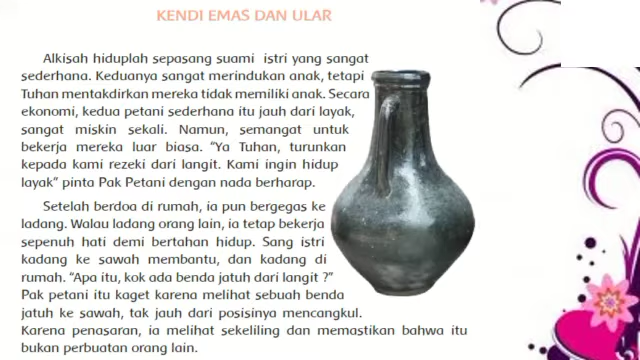 KENDI EMAS DAN ULAR
Alkisah hiduplah sepasang suami istri yang sangat
sederhana. Keduanya sangat merindukan anak, tetapi
Tuhan mentakdirkan mereka tidak memiliki anak. Secara
ekonomi, kedua petani sederhana itu jauh dari layak,
sangat miskin sekali. Namun, semangat untuk
bekerja mereka luar biasa. “Ya Tuhan, turunkan
kepada kami rezeki dari langit. Kami ingin hidup
layak” pinta Pak Petani dengan nada berharap.
Setelah berdoa di rumah, ia pun bergegas ke
ladang. Walau ladang orang lain, ia tetap bekerja
sepenuh hati demi bertahan hidup. Sang istri
kadang ke sawah membantu, dan kadang di
rumah. “Apa itu, kok ada benda jatuh dari langit ?”
Pak petani itu kaget karena melihat sebuah benda
jatuh ke sawah, tak jauh dari posisinya mencangkul.
Karena penasaran, ia melihat sekeliling dan memastikan bahwa itu
bukan perbuatan orang lain.